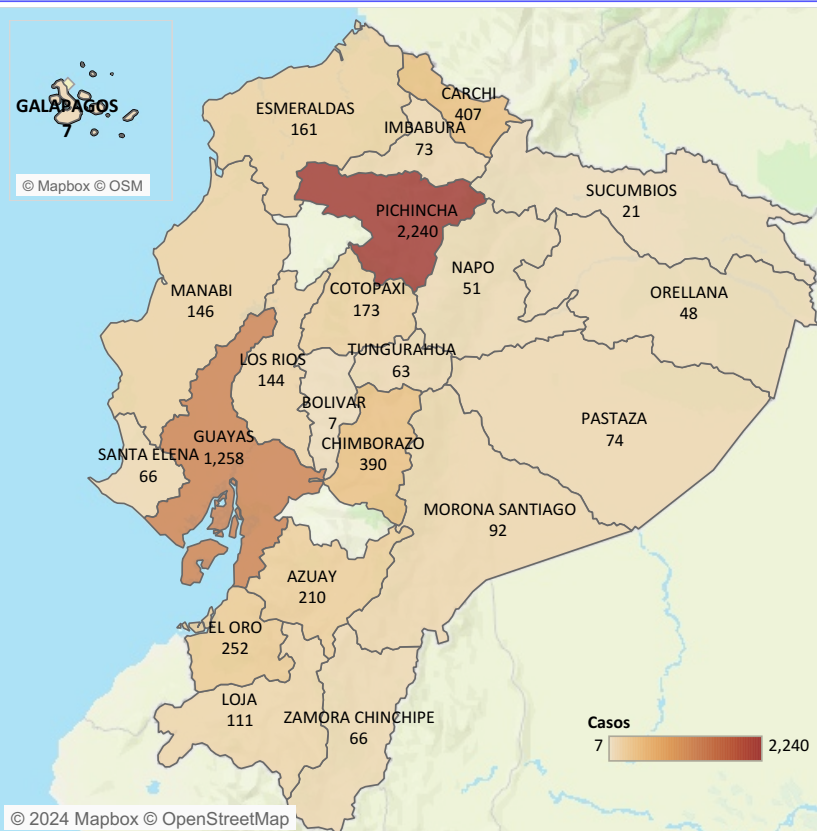 GALAPAGOS
7
© Mapbox © OSM
ESMERALDAS
161
CARCHI
407
IMBABURA
73
SUCUMBIOS
21
PICHINCHA
2,240
NAPO
51
ORELLANA
48
MANABI
146
COTOPAXI
173
LOS RIOS
144
TUNGURAHUA
63
BOLIVAR
7
PASTAZA
74
GUAYAS
1,258
CHIMBORAZO
390
SANTA ELENA
66
MORONA SANTIAGO
92
AZUAY
210
EL ORO
252
LOJA
111
ZAMORA CHINCHIPE
66
Casos
7 2,240
© 2024 Mapbox © OpenStreetMap